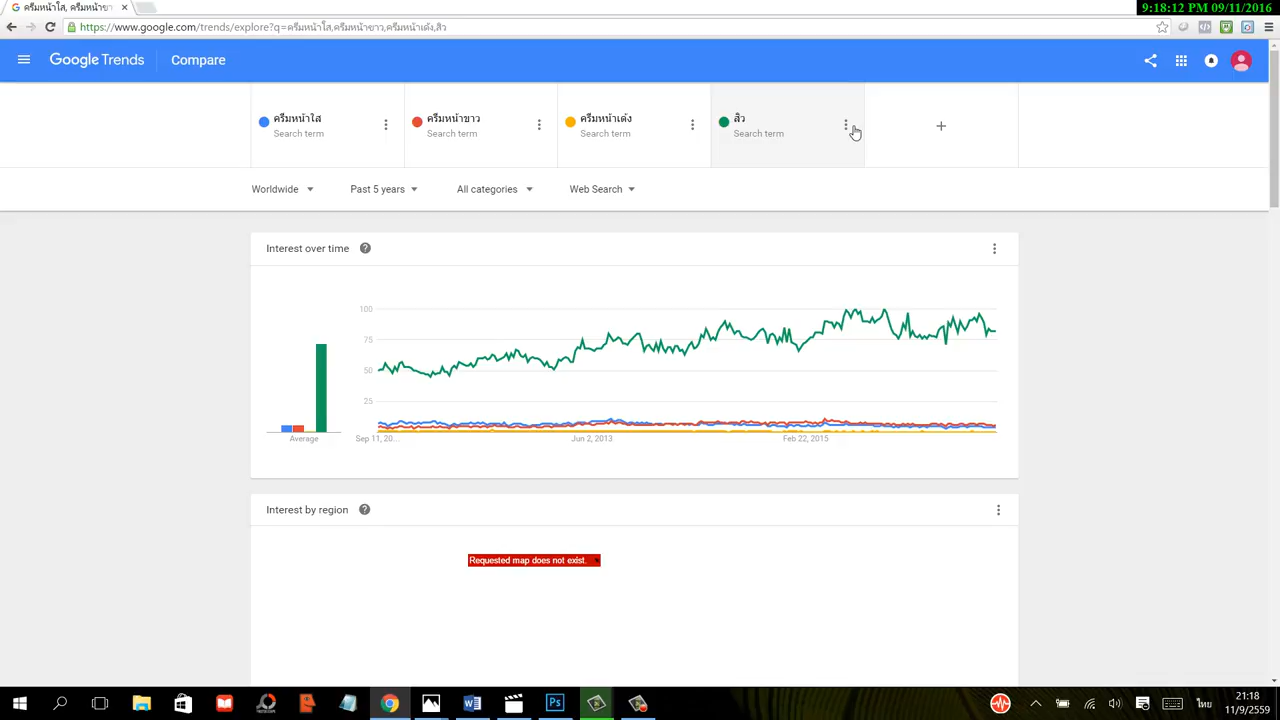 ครีมหน้าใส, ครีมหน้าขา
9:18:12 PM 09/11/2016
https://www.google.com/trends/explore?q=ครีมหน้าใส,ครีมหน้าขาว,ครีมหน้าเด้ง,สิว
Google Trends
Compare
ครีมหน้าใส
Search term
ครีมหน้าขาว
Search term
ครีมหน้าเด้ง
Search term
สิว
Search term
Worldwide
Past 5 years
All categories
Web Search
Interest over time
100
75
50
25
Average
Sep 11, 20...
Jun 2, 2013
Feb 22, 2015
Interest by region
Requested map does not exist.
ไทย
21:18
11/9/2559